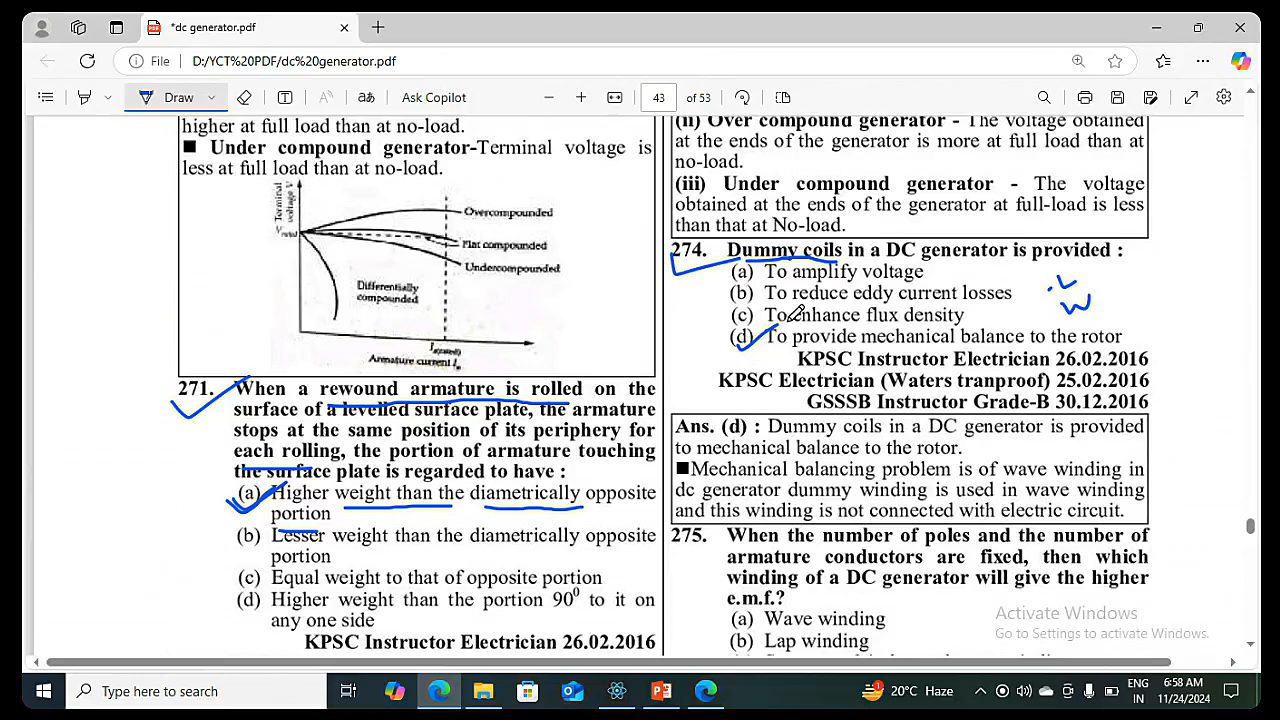 *dc generator.pdf
File
D:/YCT%20PDF/dc%20generator.pdf
Draw
Ask Copilot
43 of 53
higher at full load than at no-load.
■ Under compound generator-Terminal voltage is
less at full load than at no-load.
Terminal
voltage V
Overcompounded
Flat compounded
Undercompounded
Differentially
compounded
Armature current I
271. When a rewound armature is rolled on the
surface of a levelled surface plate, the armature
stops at the same position of its periphery for
each rolling, the portion of armature touching
the surface plate is regarded to have :
(a) Higher weight than the diametrically opposite
portion
(b) Lesser weight than the diametrically opposite
portion
(c) Equal weight to that of opposite portion
(d) Higher weight than the portion 90⁰ to it on
any one side
KPSC Instructor Electrician 26.02.2016
(ii) Over compound generator - The voltage obtained
at the ends of the generator is more at full load than at
no-load.
(iii) Under compound generator - The voltage
obtained at the ends of the generator at full-load is less
than that at No-load.
274. Dummy coils in a DC generator is provided :
(a) To amplify voltage
(b) To reduce eddy current losses
(c) To enhance flux density
(d) To provide mechanical balance to the rotor
L
W
KPSC Instructor Electrician 26.02.2016
KPSC Electrician (Waters tranproof) 25.02.2016
GSSSB Instructor Grade-B 30.12.2016
Ans. (d) : Dummy coils in a DC generator is provided
to mechanical balance to the rotor.
■Mechanical balancing problem is of wave winding in
dc generator dummy winding is used in wave winding
and this winding is not connected with electric circuit.
275. When the number of poles and the number of
armature conductors are fixed, then which
winding of a DC generator will give the higher
e.m.f.?
(a) Wave winding
(b) Lap winding
Activate Windows
Go to Settings to activate Windows.
Type here to search
20°C Haze
ENG
IN
6:58 AM
11/24/2024